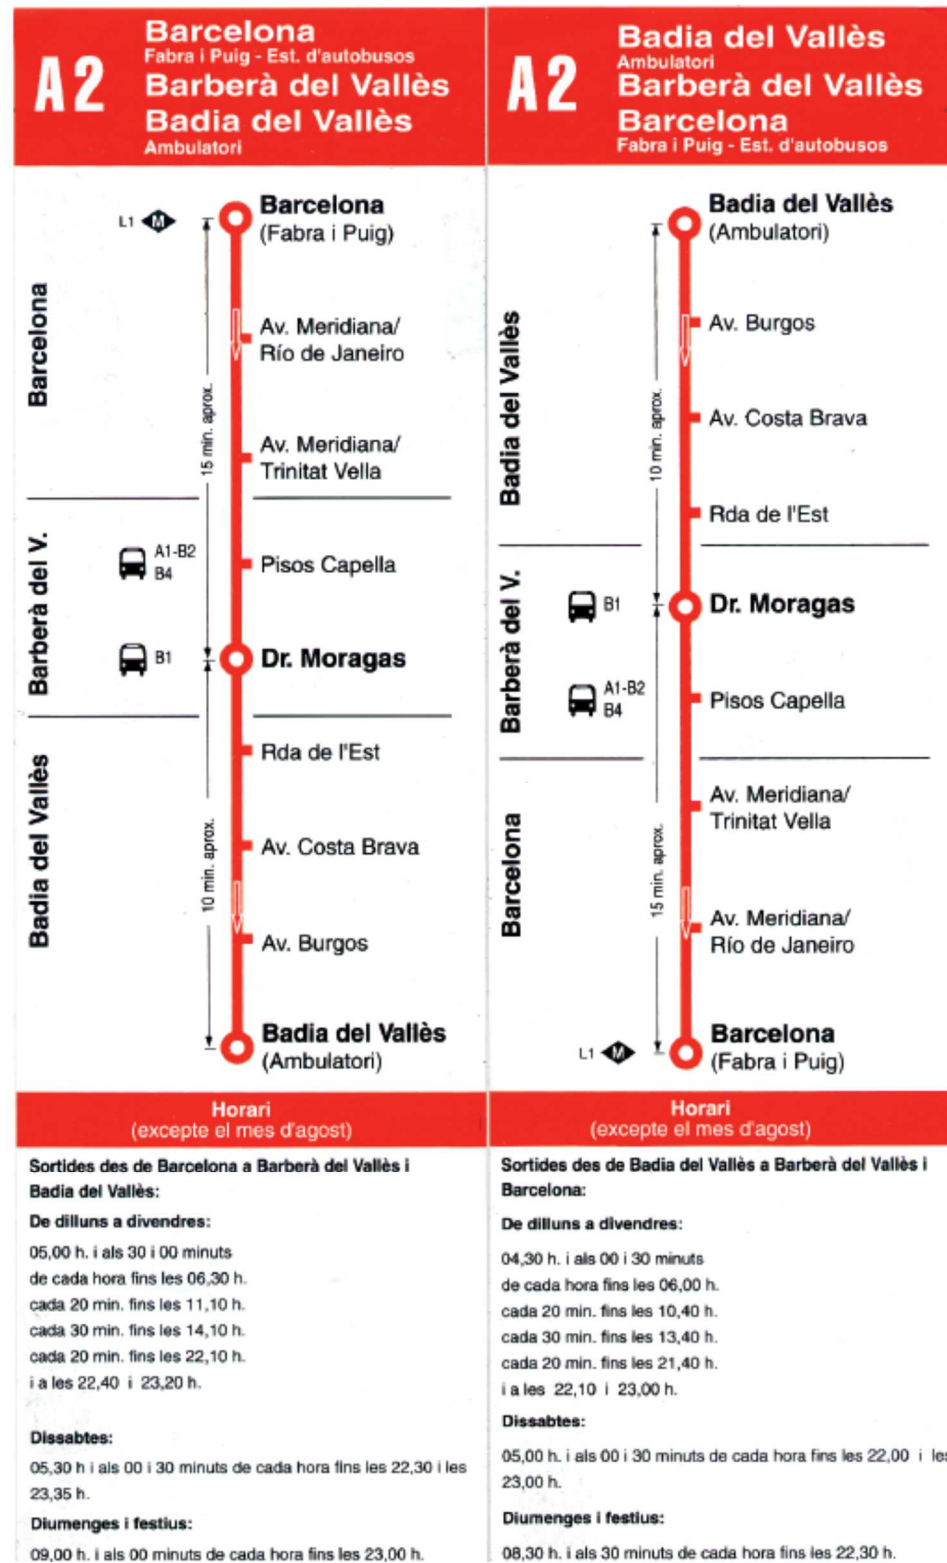 A2
Barcelona
Fabra i Puig - Est. d'autobusos
Barberà del Vallès
Badia del Vallès
Ambulatori
Barcelona
Barberà del V.
Badia del Vallès
L1 M
A1-B2
B4
B1
15 min. aprox.
10 min. aprox.
Barcelona
(Fabra i Puig)
Av. Meridiana/
Río de Janeiro
Av. Meridiana/
Trinitat Vella
Pisos Capella
Dr. Moragas
Rda de l'Est
Av. Costa Brava
Av. Burgos
Badia del Vallès
(Ambulatori)
Horari
(excepte el mes d'agost)
Sortides des de Barcelona a Barberà del Vallès i
Badia del Vallès:
De dilluns a divendres:
05,00 h. i als 30 i 00 minuts
de cada hora fins les 06,30 h.
cada 20 min. fins les 11,10 h.
cada 30 min. fins les 14,10 h.
cada 20 min. fins les 22,10 h.
i a les 22,40 i 23,20 h.
Dissabtes:
05,30 h i als 00 i 30 minuts de cada hora fins les 22,30 i les
23,35 h.
Diumenges i festius:
09,00 h. i als 00 minuts de cada hora fins les 23,00 h.
A2
Badia del Vallès
Ambulatori
Barberà del Vallès
Barcelona
Fabra i Puig - Est. d'autobusos
Badia del Vallès
Barberà del V.
Barcelona
B1
A1-B2
B4
L1 M
10 min. aprox.
15 min. aprox.
Badia del Vallès
(Ambulatori)
Av. Burgos
Av. Costa Brava
Rda de l'Est
Dr. Moragas
Pisos Capella
Av. Meridiana/
Trinitat Vella
Av. Meridiana/
Río de Janeiro
Barcelona
(Fabra i Puig)
Horari
(excepte el mes d'agost)
Sortides des de Badia del Vallès a Barberà del Vallès i
Barcelona:
De dilluns a divendres:
04,30 h. i als 00 i 30 minuts
de cada hora fins les 06,00 h.
cada 20 min. fins les 10,40 h.
cada 30 min. fins les 13,40 h.
cada 20 min. fins les 21,40 h.
i a les 22,10 i 23,00 h.
Dissabtes:
05,00 h. i als 00 i 30 minuts de cada hora fins les 22,00 i les
23,00 h.
Diumenges i festius:
08,30 h. i als 30 minuts de cada hora fins les 22,30 h.